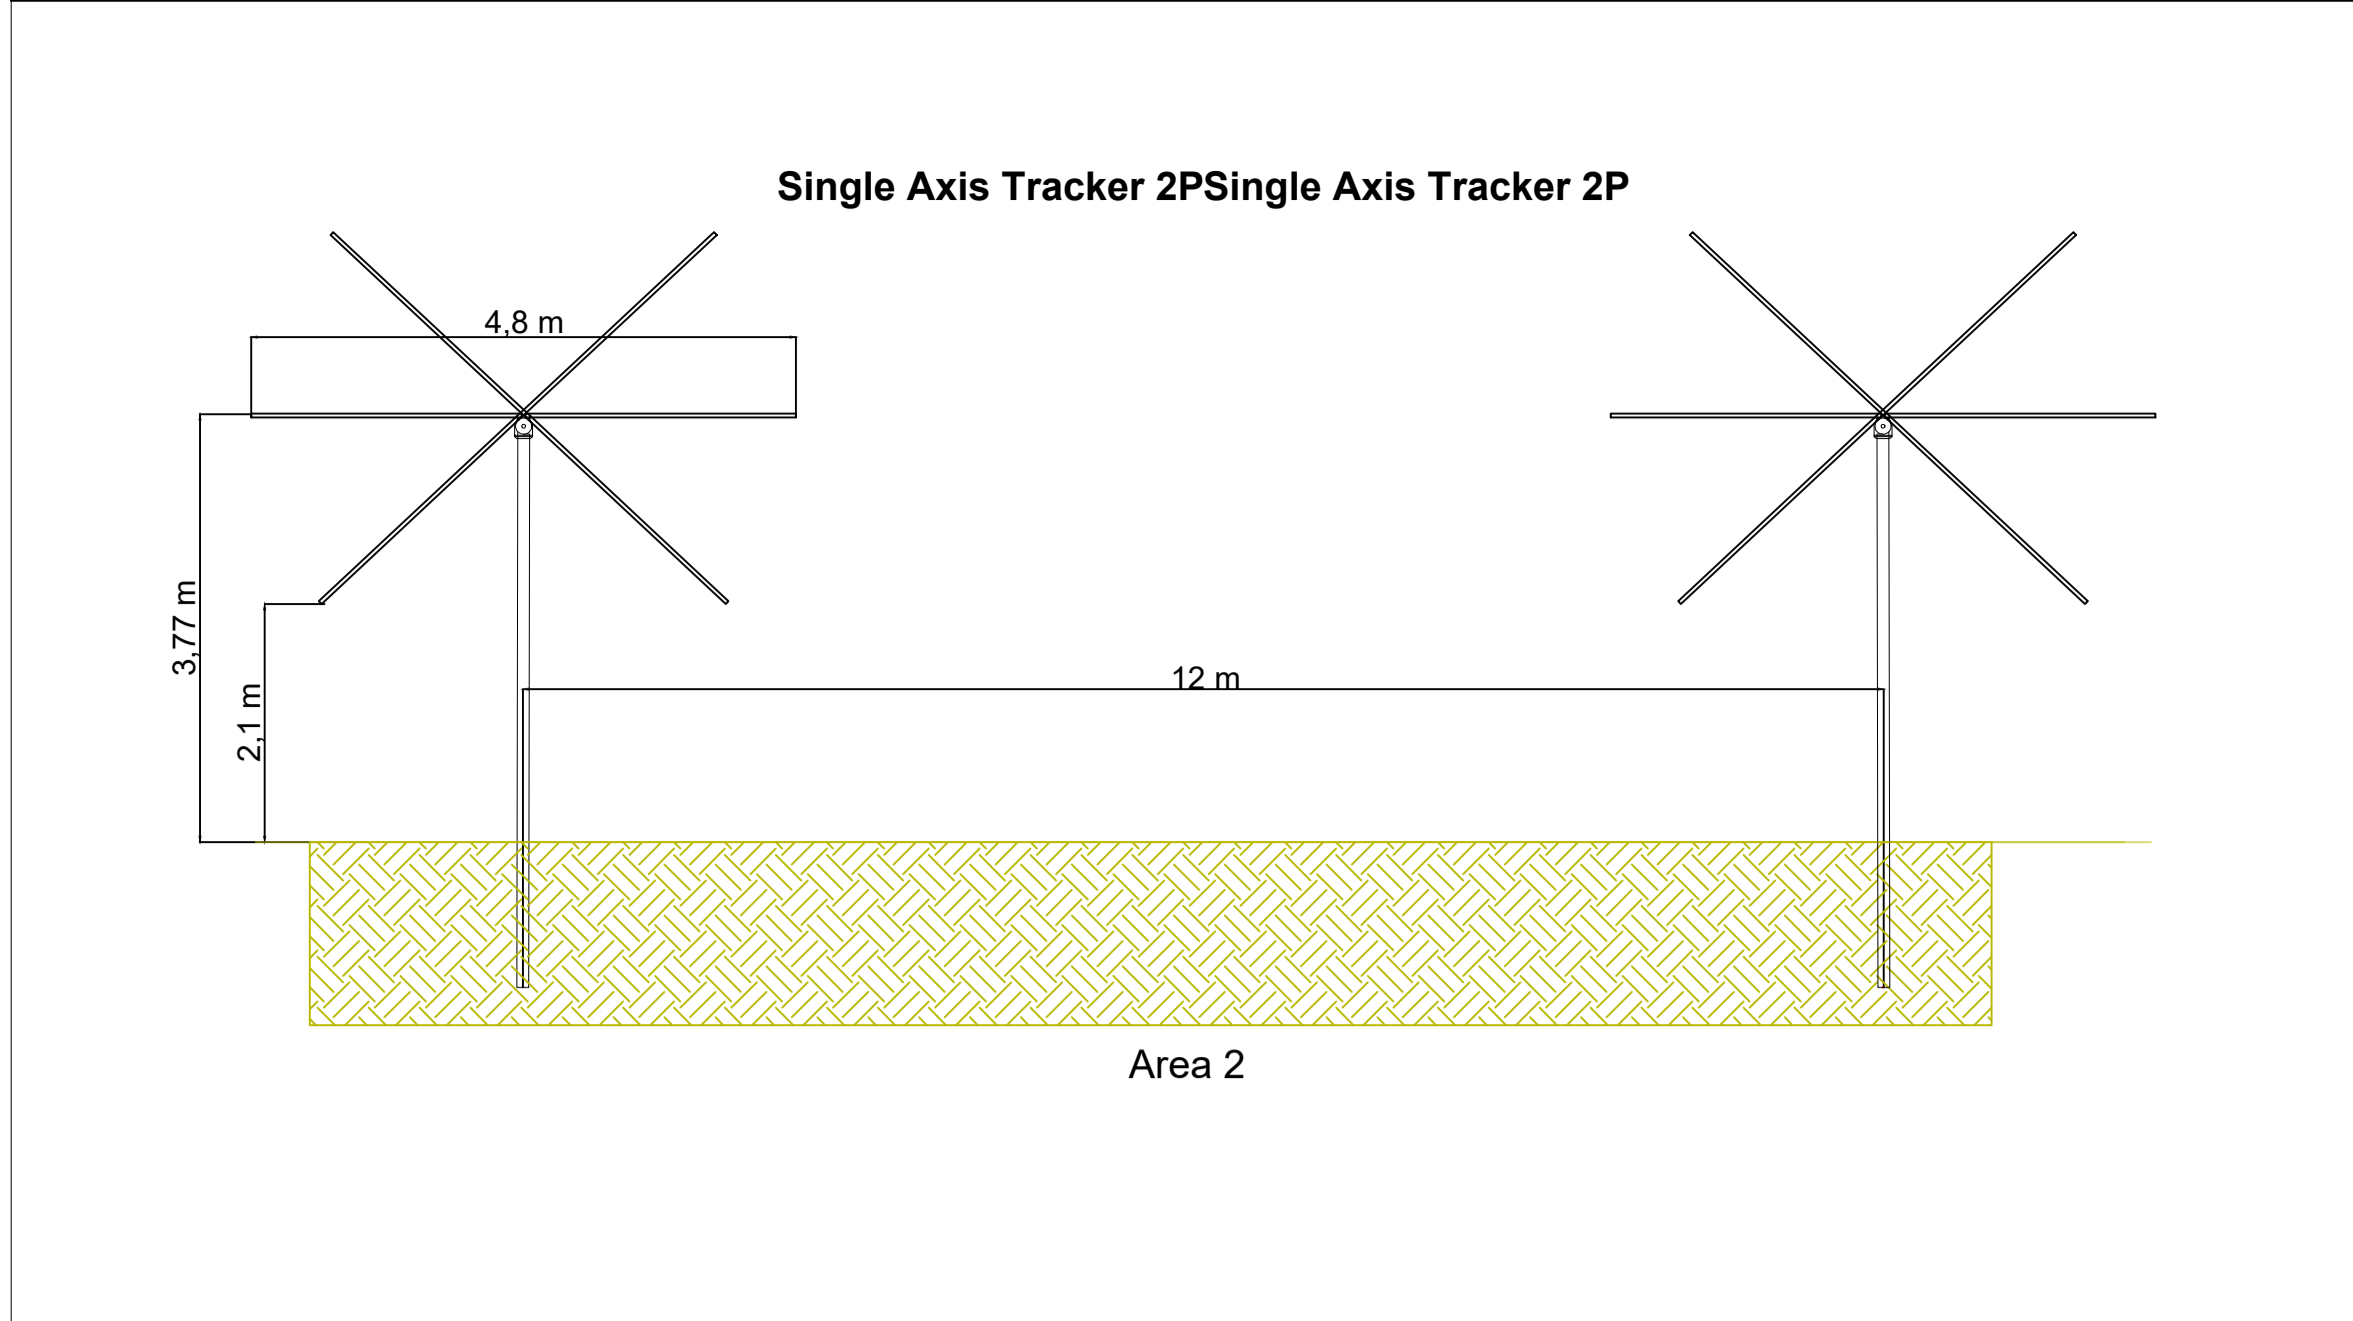 Single Axis Tracker 2PSingle Axis Tracker 2P
4,8 m
3,77 m
2,1 m
12 m
Area 2